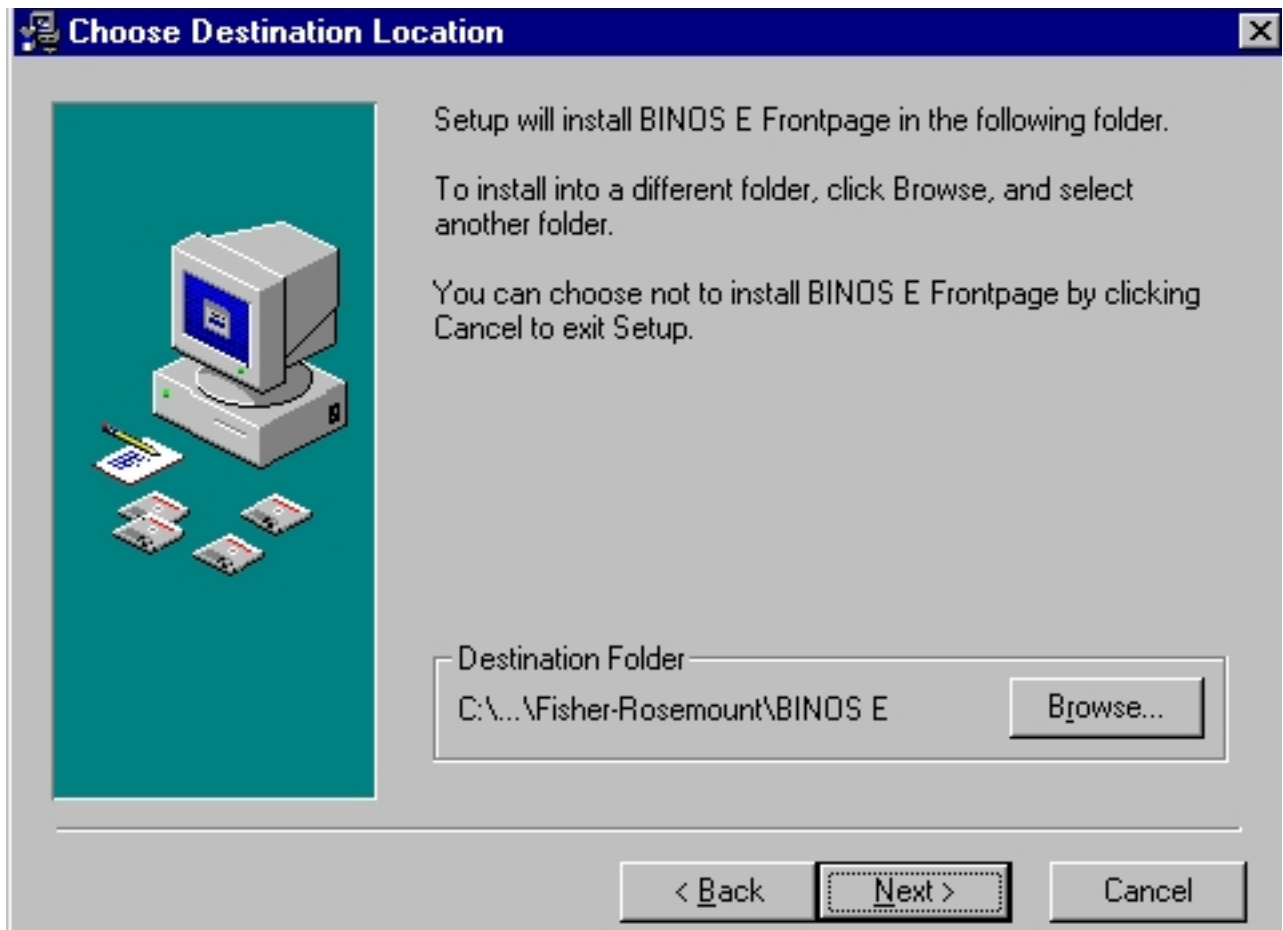 Choose Destination Location
Setup will install BINOS E Frontpage in the following folder.
To install into a different folder, click Browse, and select
another folder.
You can choose not to install BINOS E Frontpage by clicking
Cancel to exit Setup.
Destination Folder
C:\...\Fisher-Rosemount\BINOS E
Browse...
< Back
Next >
Cancel